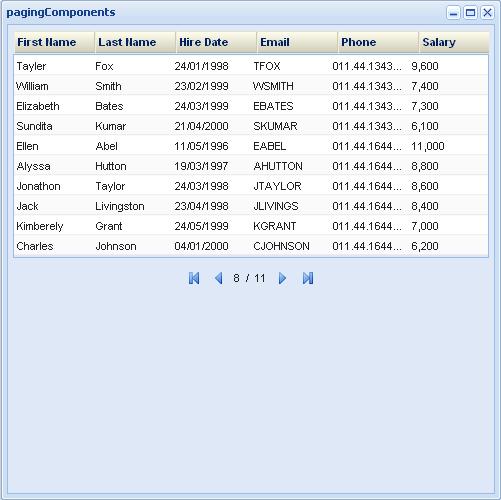 pagingComponents
First Name Last Name Hire Date Email Phone Salary
Tayler Fox 24/01/1998 TFOX 011.44.1343... 9,600
William Smith 23/02/1999 WSMITH 011.44.1343... 7,400
Elizabeth Bates 24/03/1999 EBATES 011.44.1343... 7,300
Sundita Kumar 21/04/2000 SKUMAR 011.44.1343... 6,100
Ellen Abel 11/05/1996 EABEL 011.44.1644... 11,000
Alyssa Hutton 19/03/1997 AHUTTON 011.44.1644... 8,800
Jonathon Taylor 24/03/1998 JTAYLOR 011.44.1644... 8,600
Jack Livingston 23/04/1998 JLIVINGS 011.44.1644... 8,400
Kimberely Grant 24/05/1999 KGRANT 011.44.1644... 7,000
Charles Johnson 04/01/2000 CJOHNSON 011.44.1644... 6,200
8 / 11